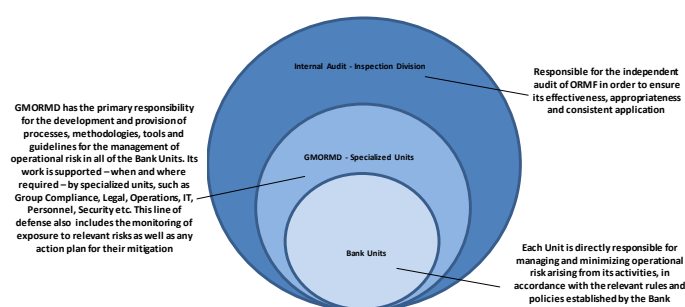 Internal Audit - Inspection Division
Responsible for the independent
audit of ORMF in order to ensure
its effectiveness, appropriateness
and consistent application
GMORMD has the primary responsibility
for the development and provision of
processes, methodologies, tools and
guidelines for the management of
operational risk in all of the Bank Units. Its
work is supported – when and where
required – by specialized units, such as
Group Compliance, Legal, Operations, IT,
Personnel, Security etc. This line of
defense also includes the monitoring of
exposure to relevant risks as well as any
action plan for their mitigation
GMORMD - Specialized Units
Bank Units
Each Unit is directly responsible for
managing and minimizing operational
risk arising from its activities, in
accordance with the relevant rules and
policies established by the Bank